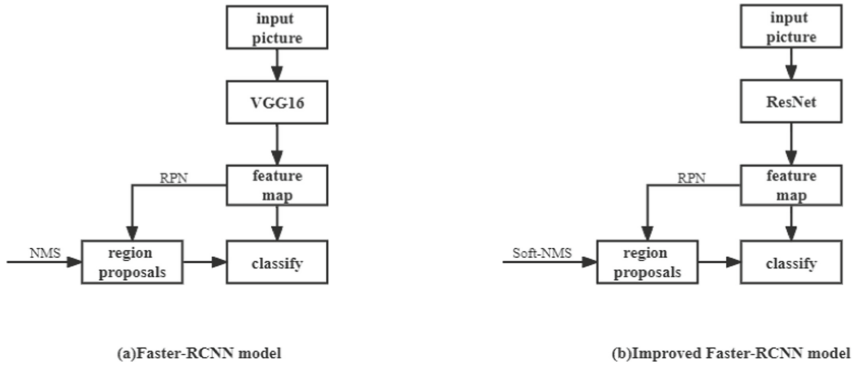 input
picture
VGG16
feature
map
RPN
NMS
region
proposals
classify
(a)Faster-RCNN model
input
picture
ResNet
feature
map
RPN
Soft-NMS
region
proposals
classify
(b)Improved Faster-RCNN model